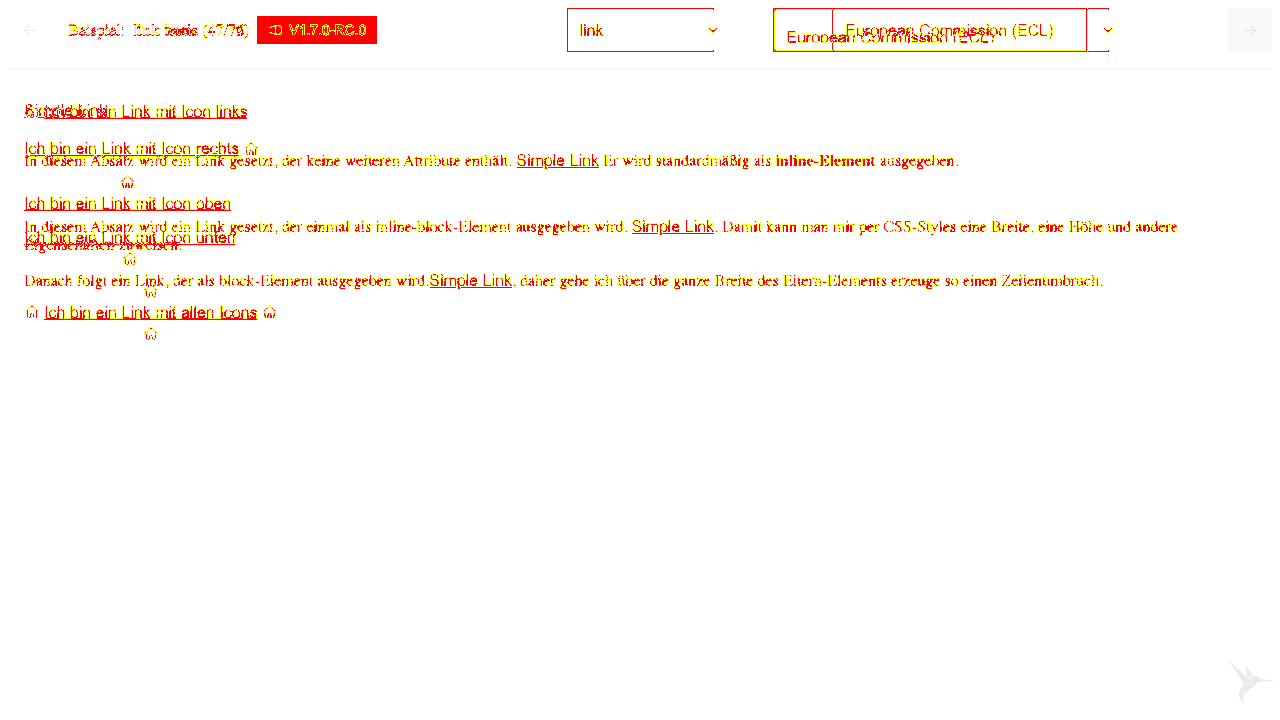 Beispiel: link (47/79) V1.7.0-RC.0 link European Commission (ECL)
European Commission (ECL)
Simple Link
Ich bin ein Link mit Icon links
Ich bin ein Link mit Icon rechts
In diesem Absatz wird ein Link gesetzt, der keine weiteren Attribute enthält. Simple Link Er wird standardmäßig als inline-Element ausgegeben.
Ich bin ein Link mit Icon oben
In diesem Absatz wird ein Link gesetzt, der einmal als inline-block-Element ausgegeben wird. Simple Link. Damit kann man mir per CSS-Styles eine Breite, eine Höhe und andere
Ich bin ein Link mit Icon unten
Eigenschaften zuweisen.
Danach folgt ein Link, der als block-Element ausgegeben wird.Simple Link, daher gehe ich über die ganze Breite des Eltern-Elements erzeuge so einen Zeilenumbruch.
Ich bin ein Link mit allen Icons